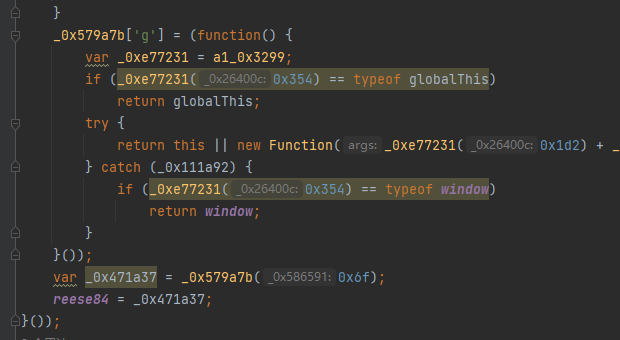 }
_0x579a7b['g'] = (function() {
var _0xe77231 = a1_0x3299;
if (_0xe77231( _0x26400c: 0x354) == typeof globalThis)
return globalThis;
try {
return this || new Function( args: _0xe77231( _0x26400c: 0x1d2) + _
} catch (_0x111a92) {
if (_0xe77231( _0x26400c: 0x354) == typeof window)
return window;
}
}());
var _0x471a37 = _0x579a7b( _0x586591: 0x6f);
reese84 = _0x471a37;
}());